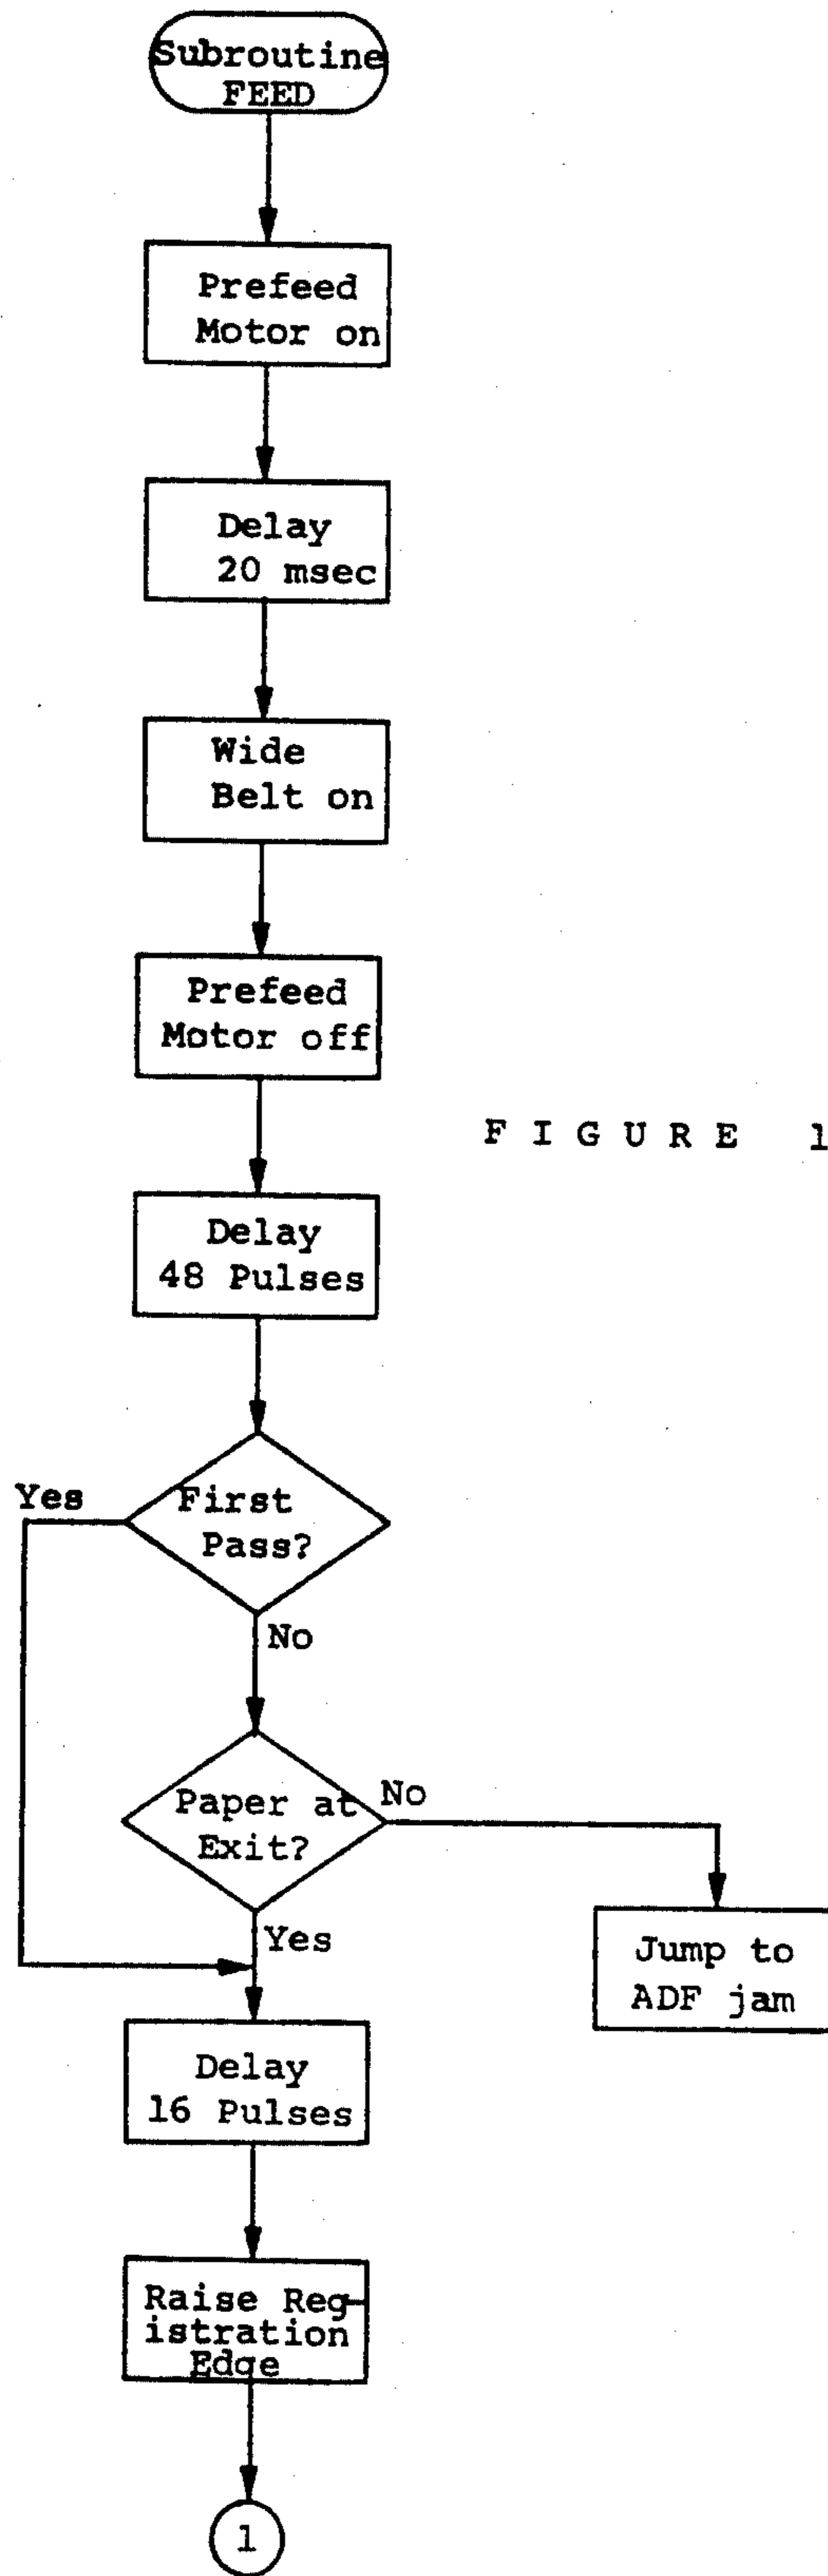 Subroutine
FEED
Prefeed
Motor on
Delay
20 msec
Wide
Belt on
Prefeed
Motor off
FIGURE 1
Delay
48 Pulses
Yes
First
Pass?
No
Paper at
Exit?
No
Yes
Jump to
ADF jam
Delay
16 Pulses
Raise Reg-
istration
Edge
1